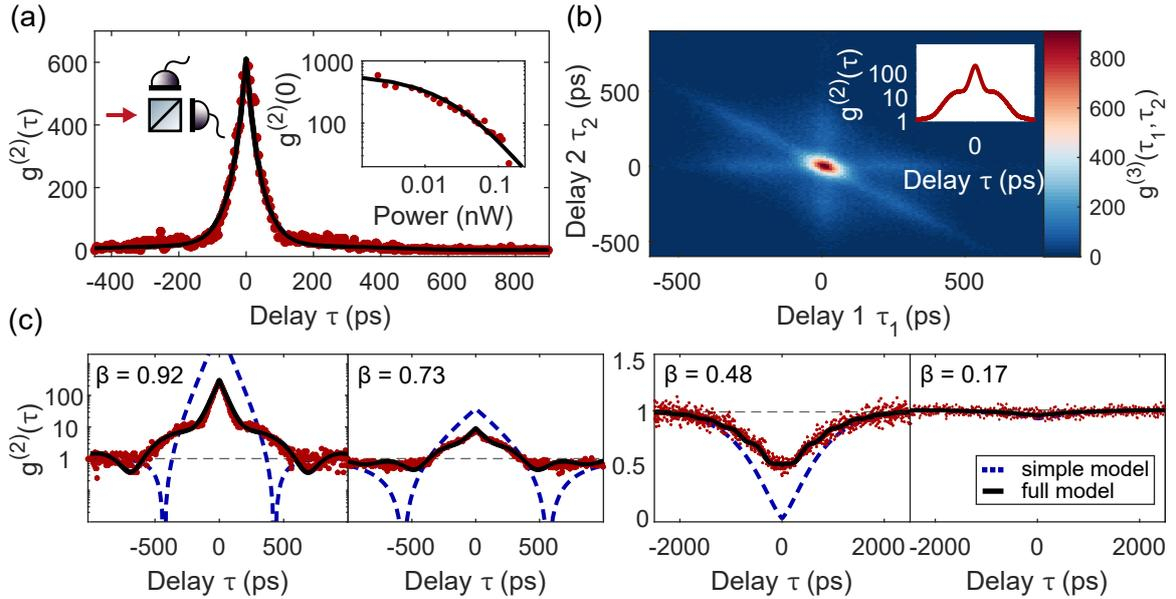 (a)
g(2)(τ)
600
400
200
0
-400 -200 0 200 400 600 800
Delay τ (ps)
g(2)(0)
1000
100
0.01 0.1
Power (nW)
(b)
Delay 2 τ2 (ps)
500
0
-500
-500 0 500
Delay 1 τ1 (ps)
g(2)(τ)
100
10
1
0
Delay τ (ps)
800
600
400
200
0
g(3)(τ1, τ2)
(c)
g(2)(τ)
100
10
1
β = 0.92
-500 0 500
Delay τ (ps)
β = 0.73
-500 0 500
Delay τ (ps)
1.5
1
0.5
0
β = 0.48
-2000 0 2000
Delay τ (ps)
β = 0.17
simple model
full model
-2000 0 2000
Delay τ (ps)